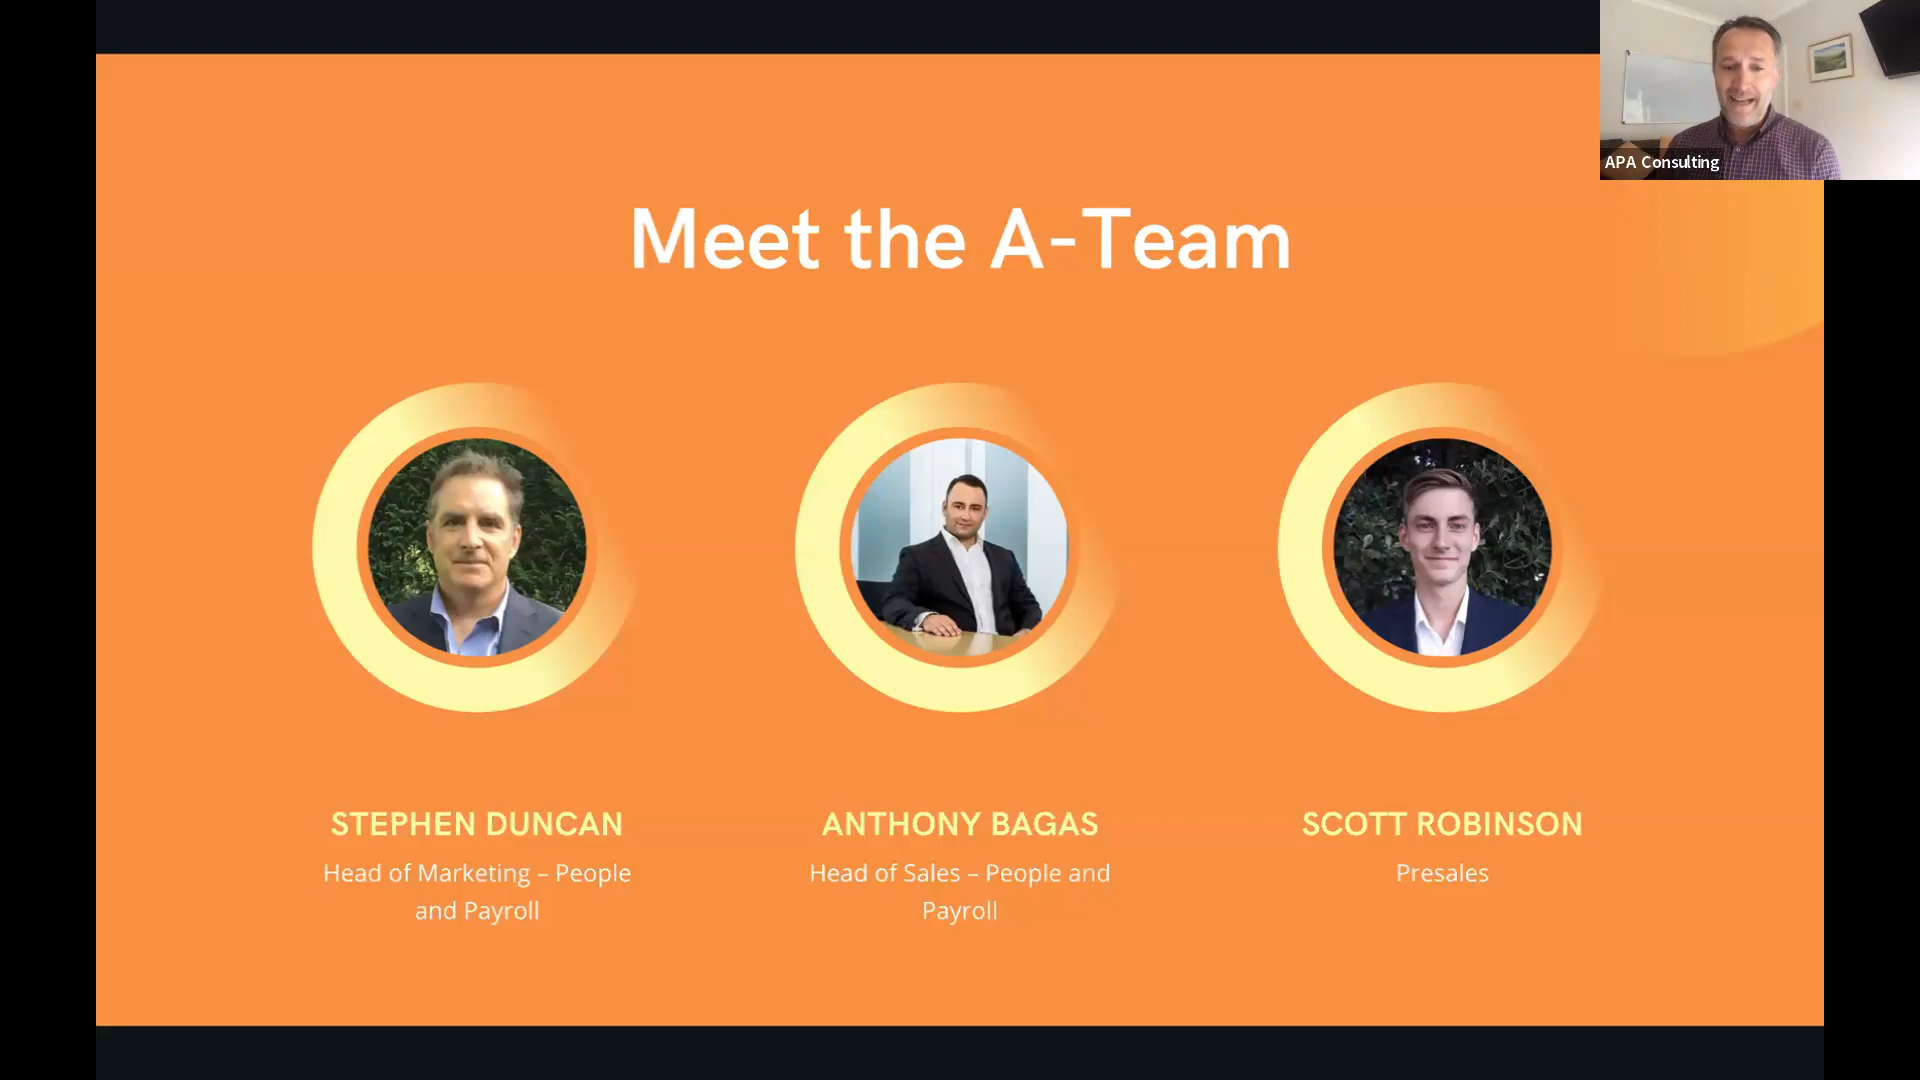 APA Consulting
Meet the A-Team
STEPHEN DUNCAN
Head of Marketing – People
and Payroll
ANTHONY BAGAS
Head of Sales – People and
Payroll
SCOTT ROBINSON
Presales